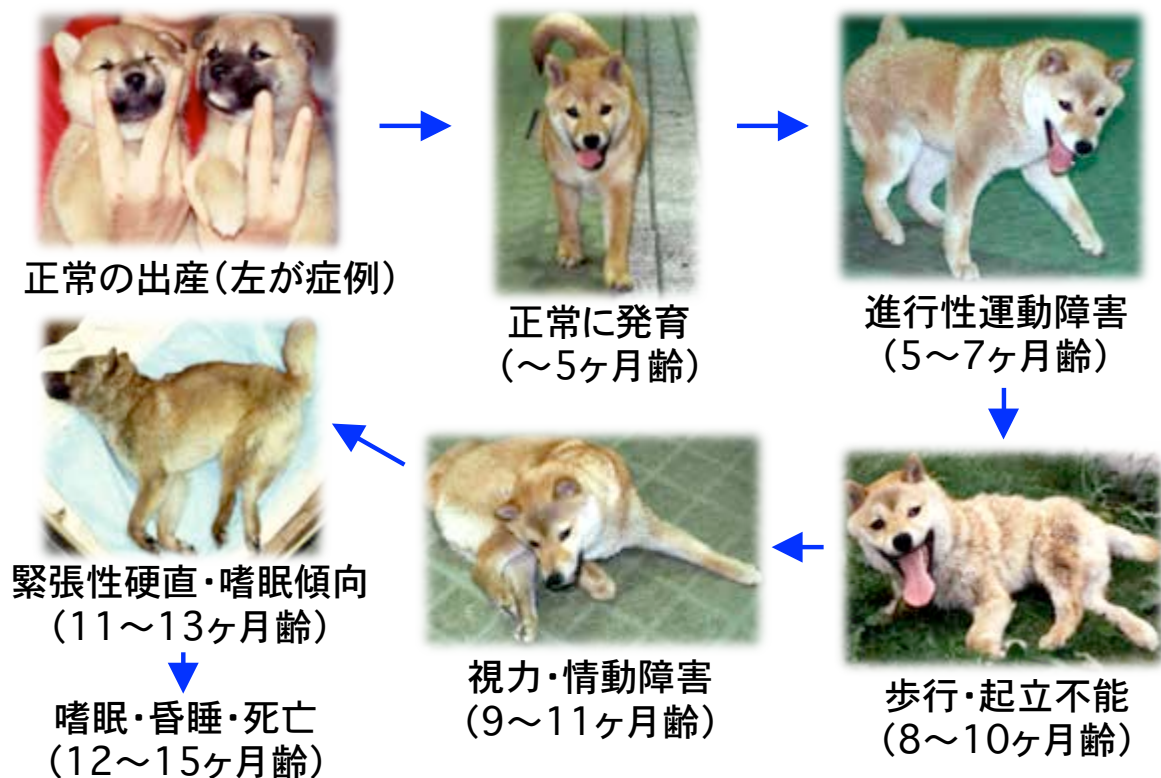 正常の出産(左が症例)
正常に発育
(～5ヶ月齢)
進行性運動障害
(5～7ヶ月齢)
歩行・起立不能
(8～10ヶ月齢)
視力・情動障害
(9～11ヶ月齢)
緊張性硬直・嗜眠傾向
(11～13ヶ月齢)
嗜眠・昏睡・死亡
(12～15ヶ月齢)